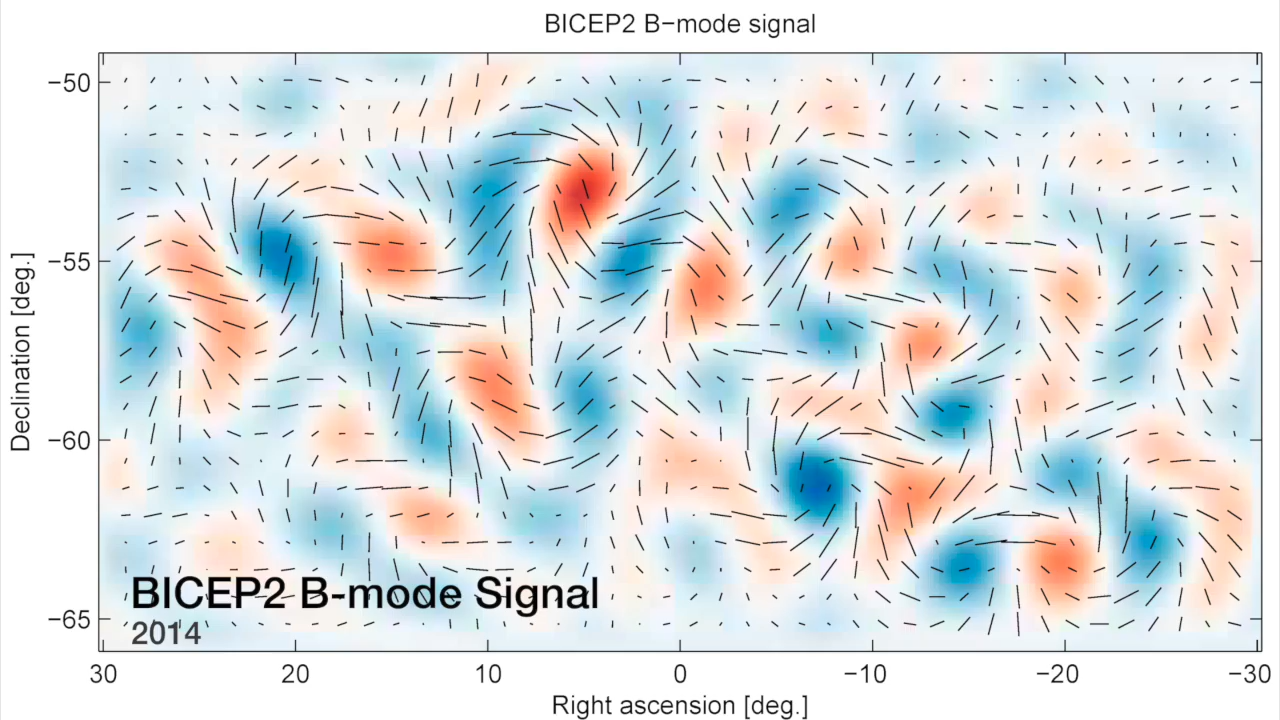 BICEP2 B−mode signal
−50
−55
−60
−65
Declination [deg.]
BICEP2 B-mode Signal
2014
30 20 10 0 −10 −20 −30
Right ascension [deg.]